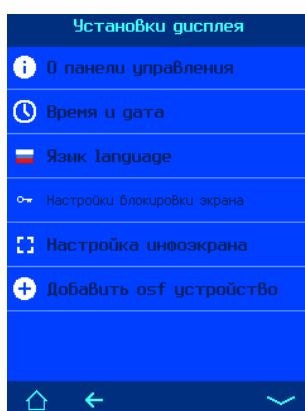 Установки дисплея
О панели управления
Время и дата
Язык language
Настройки блокировки экрана
Настройка инфоэкрана
Добавить osf устройство